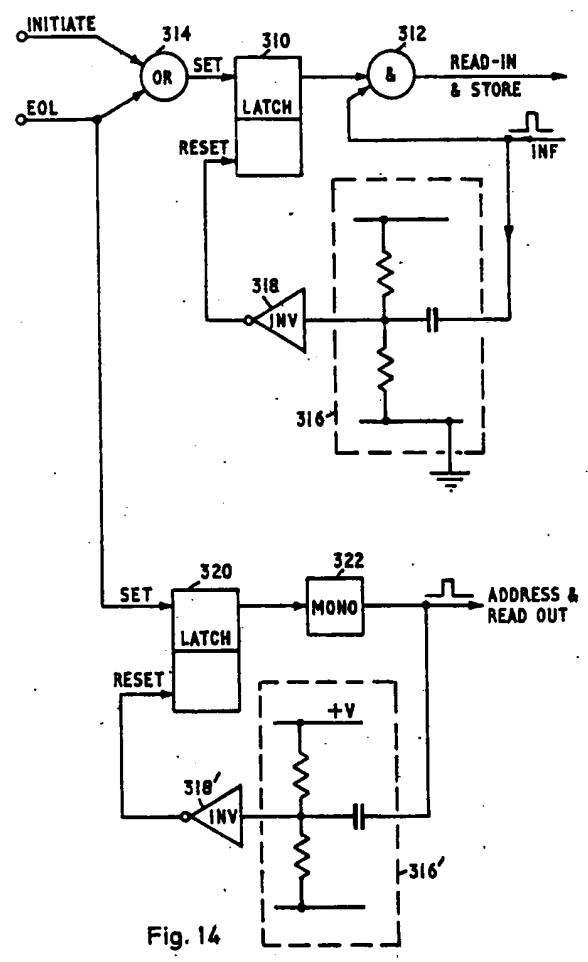 INITIATE
314
310
312
OR
SET
&
READ-IN
& STORE
EOL
LATCH
RESET
INF
318
INV
316
320
322
SET
MONO
ADDRESS &
READ OUT
LATCH
RESET
+V
318'
INV
316'
Fig. 14